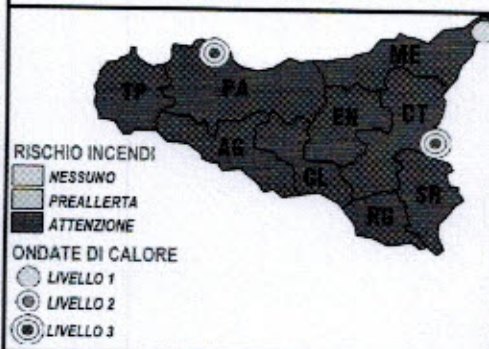 ME
TP
PA
EN
CT
AG
CL
SR
RG
RISCHIO INCENDI
NESSUNO
PREALLERTA
ATTENZIONE
ONDATE DI CALORE
LIVELLO 1
LIVELLO 2
LIVELLO 3